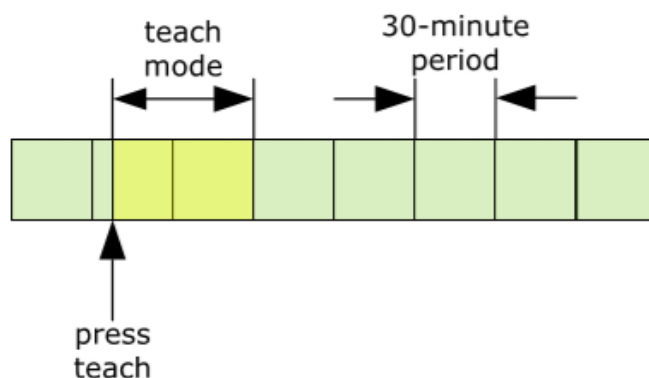 teach
mode
30-minute
period
press
teach